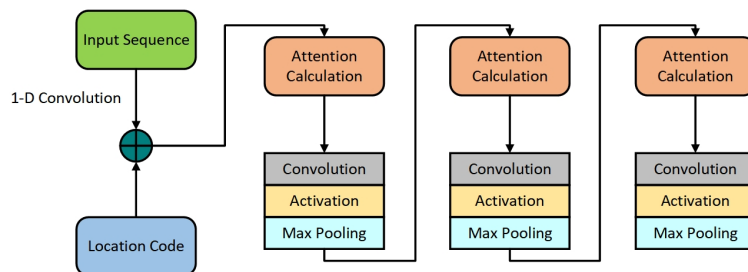 Input Sequence
1-D Convolution
Location Code
Attention
Calculation
Convolution
Activation
Max Pooling
Attention
Calculation
Convolution
Activation
Max Pooling
Attention
Calculation
Convolution
Activation
Max Pooling